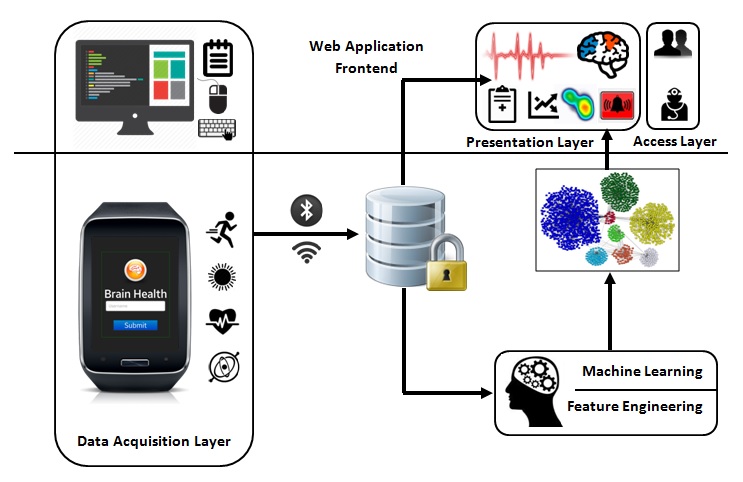 Web Application
Frontend
Presentation Layer
Access Layer
Brain Health
Submit
Machine Learning
Feature Engineering
Data Acquisition Layer